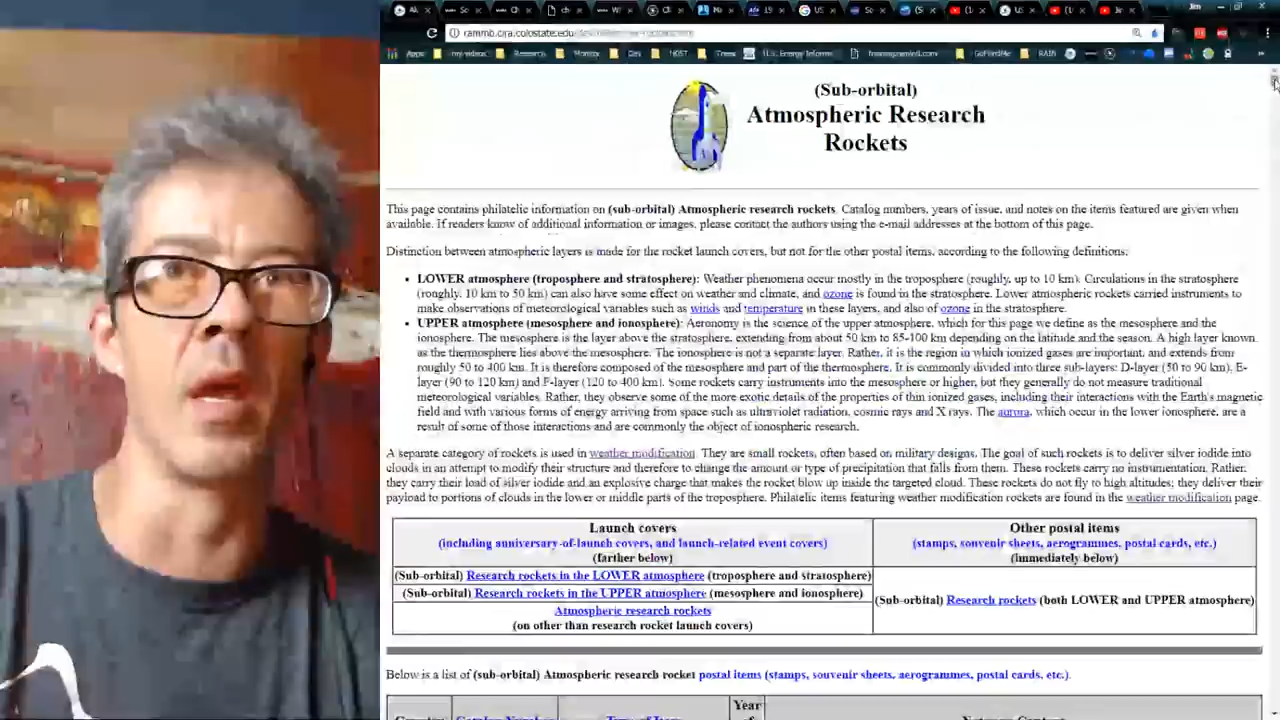 Jim
rammb.cira.colostate.edu
Apps my videos Research Monkey Dev HOST Trees U.S. Energy Inform GoFundMe RAIN
(Sub-orbital)
Atmospheric Research
Rockets
This page contains philatelic information on (sub-orbital) Atmospheric research rockets. Catalog numbers, years of issue, and notes on the items featured are given when
available. If readers know of additional information or images, please contact the authors using the e-mail addresses at the bottom of this page.
Distinction between atmospheric layers is made for the rocket launch covers, but not for the other postal items, according to the following definitions:
• LOWER atmosphere (troposphere and stratosphere): Weather phenomena occur mostly in the troposphere (roughly, up to 10 km). Circulations in the stratosphere
(roughly, 10 km to 50 km) can also have some effect on weather and climate, and ozone is found in the stratosphere. Lower atmospheric rockets carried instruments to
make observations of meteorological variables such as winds and temperature in these layers, and also of ozone in the stratosphere.
• UPPER atmosphere (mesosphere and ionosphere): Aeronomy is the science of the upper atmosphere, which for this page we define as the mesosphere and the
ionosphere. The mesosphere is the layer above the stratosphere, extending from about 50 km to 85-100 km depending on the latitude and the season. A high layer known
as the thermosphere lies above the mesosphere. The ionosphere is not a separate layer. Rather, it is the region in which ionized gases are important, and extends from
roughly 50 to 400 km. It is therefore composed of the mesosphere and part of the thermosphere. It is commonly divided into three sub-layers: D-layer (50 to 90 km), E-
layer (90 to 120 km) and F-layer (120 to 400 km). Some rockets carry instruments into the mesosphere or higher, but they generally do not measure traditional
meteorological variables. Rather, they observe some of the more exotic details of the properties of thin ionized gases, including their interactions with the Earth's magnetic
field and with various forms of energy arriving from space such as ultraviolet radiation, cosmic rays and X rays. The aurora, which occur in the lower ionosphere, are a
result of some of those interactions and are commonly the object of ionospheric research.
A separate category of rockets is used in weather modification. They are small rockets, often based on military designs. The goal of such rockets is to deliver silver iodide into
clouds in an attempt to modify their structure and therefore to change the amount or type of precipitation that falls from them. These rockets carry no instrumentation. Rather,
they carry their load of silver iodide and an explosive charge that makes the rocket blow up inside the targeted cloud. These rockets do not fly to high altitudes; they deliver their
payload to portions of clouds in the lower or middle parts of the troposphere. Philatelic items featuring weather modification rockets are found in the weather modification page.
Launch covers
(including anniversary-of-launch covers, and launch-related event covers)
(farther below)
Other postal items
(stamps, souvenir sheets, aerogrammes, postal cards, etc.)
(immediately below)
(Sub-orbital) Research rockets in the LOWER atmosphere (troposphere and stratosphere)
(Sub-orbital) Research rockets in the UPPER atmosphere (mesosphere and ionosphere)
Atmospheric research rockets
(on other than research rocket launch covers)
(Sub-orbital) Research rockets (both LOWER and UPPER atmosphere)
Below is a list of (sub-orbital) Atmospheric research rocket postal items (stamps, souvenir sheets, aerogrammes, postal cards, etc.).
Year
of